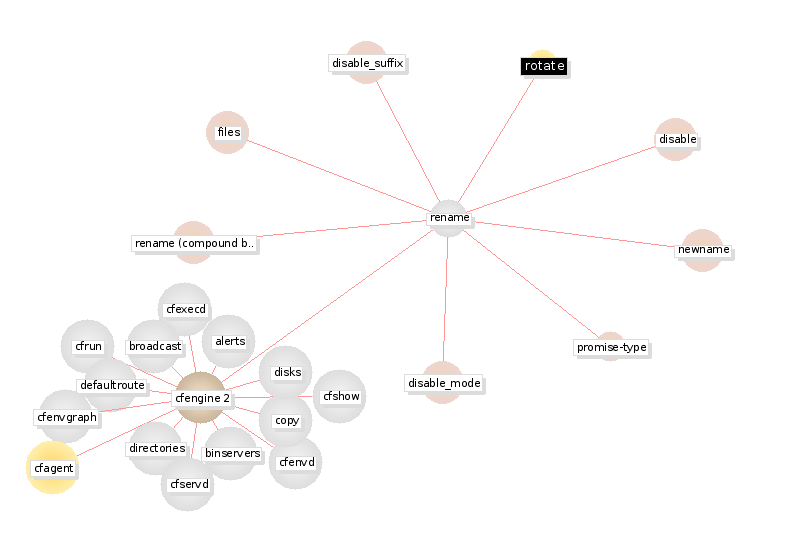 disable_suffix
rotate
files
disable
rename
rename (compound b..
newname
cfexecd
alerts
cfrun
broadcast
promise-type
disks
defaultroute
disable_mode
cfengine 2
cfshow
cfenvgraph
copy
directories
binservers
cfenvd
cfagent
cfservd